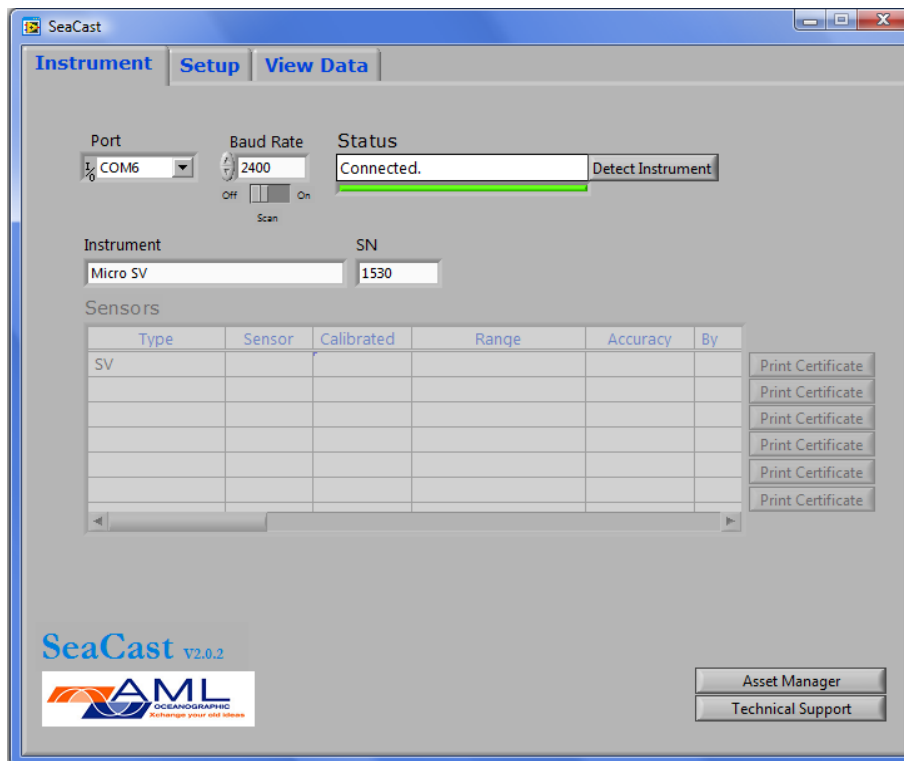 SeaCast
Instrument Setup View Data
Port Baud Rate Status
COM6 2400 Connected. Detect Instrument
Off On
Scan
Instrument SN
Micro SV 1530
Sensors
Type Sensor Calibrated Range Accuracy By
SV
Print Certificate
Print Certificate
Print Certificate
Print Certificate
Print Certificate
Print Certificate
SeaCast V2.0.2
AML
OCEANOGRAPHIC
Xchange your old ideas
Asset Manager
Technical Support